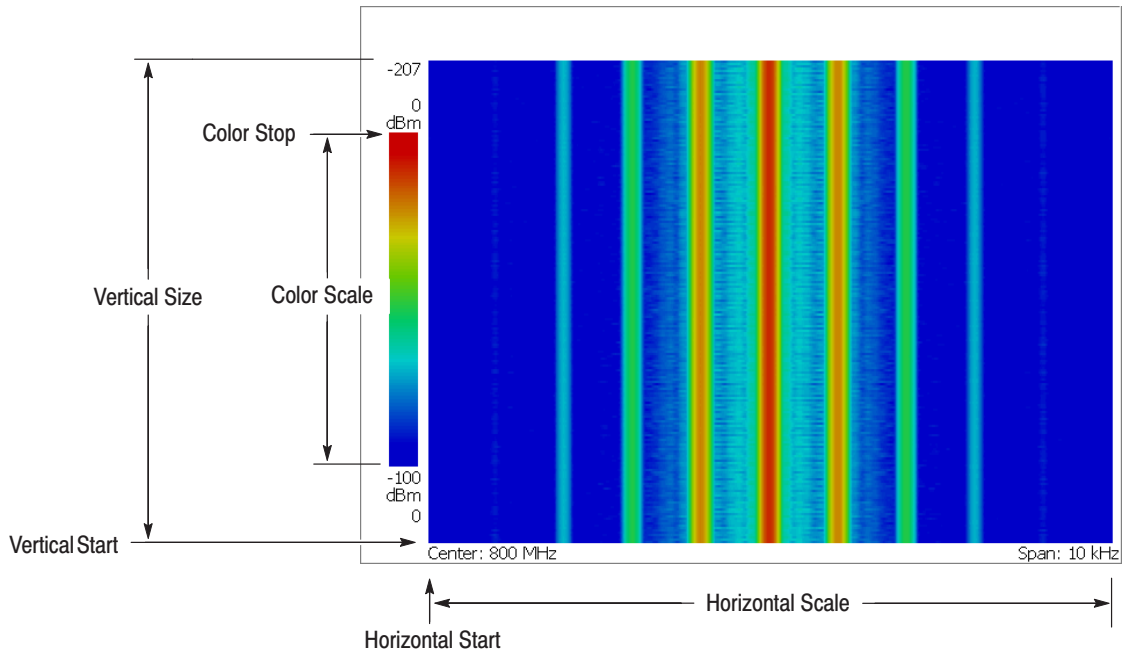 -207
0
dBm
Color Stop
Vertical Size
Color Scale
-100
dBm
0
Vertical Start
Center: 800 MHz
Span: 10 kHz
Horizontal Scale
Horizontal Start